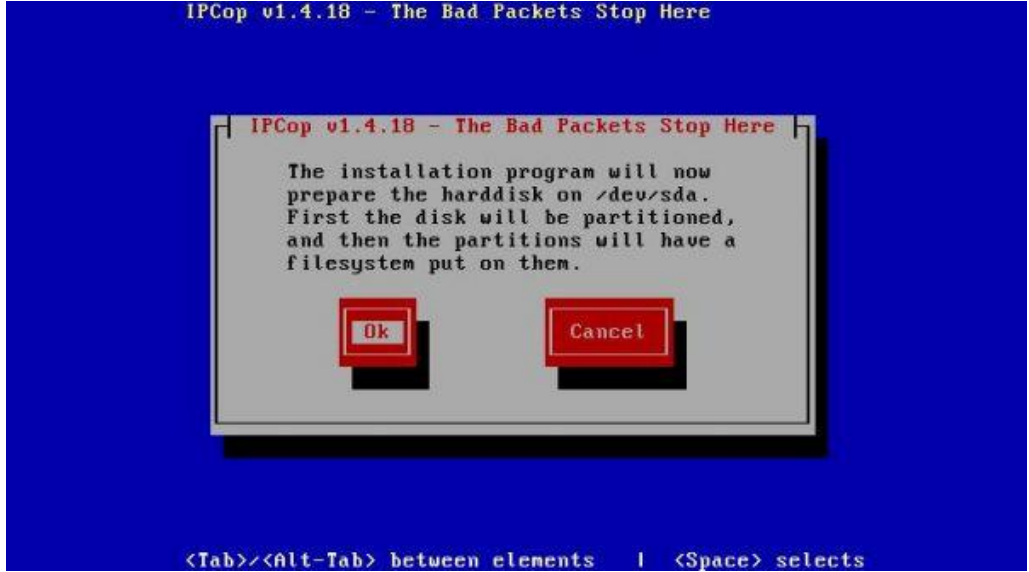 IPCop v1.4.18 - The Bad Packets Stop Here
IPCop v1.4.18 - The Bad Packets Stop Here
The installation program will now
prepare the harddisk on /dev/sda.
First the disk will be partitioned,
and then the partitions will have a
filesystem put on them.
Ok Cancel
<Tab>/<Alt-Tab> between elements | <Space> selects